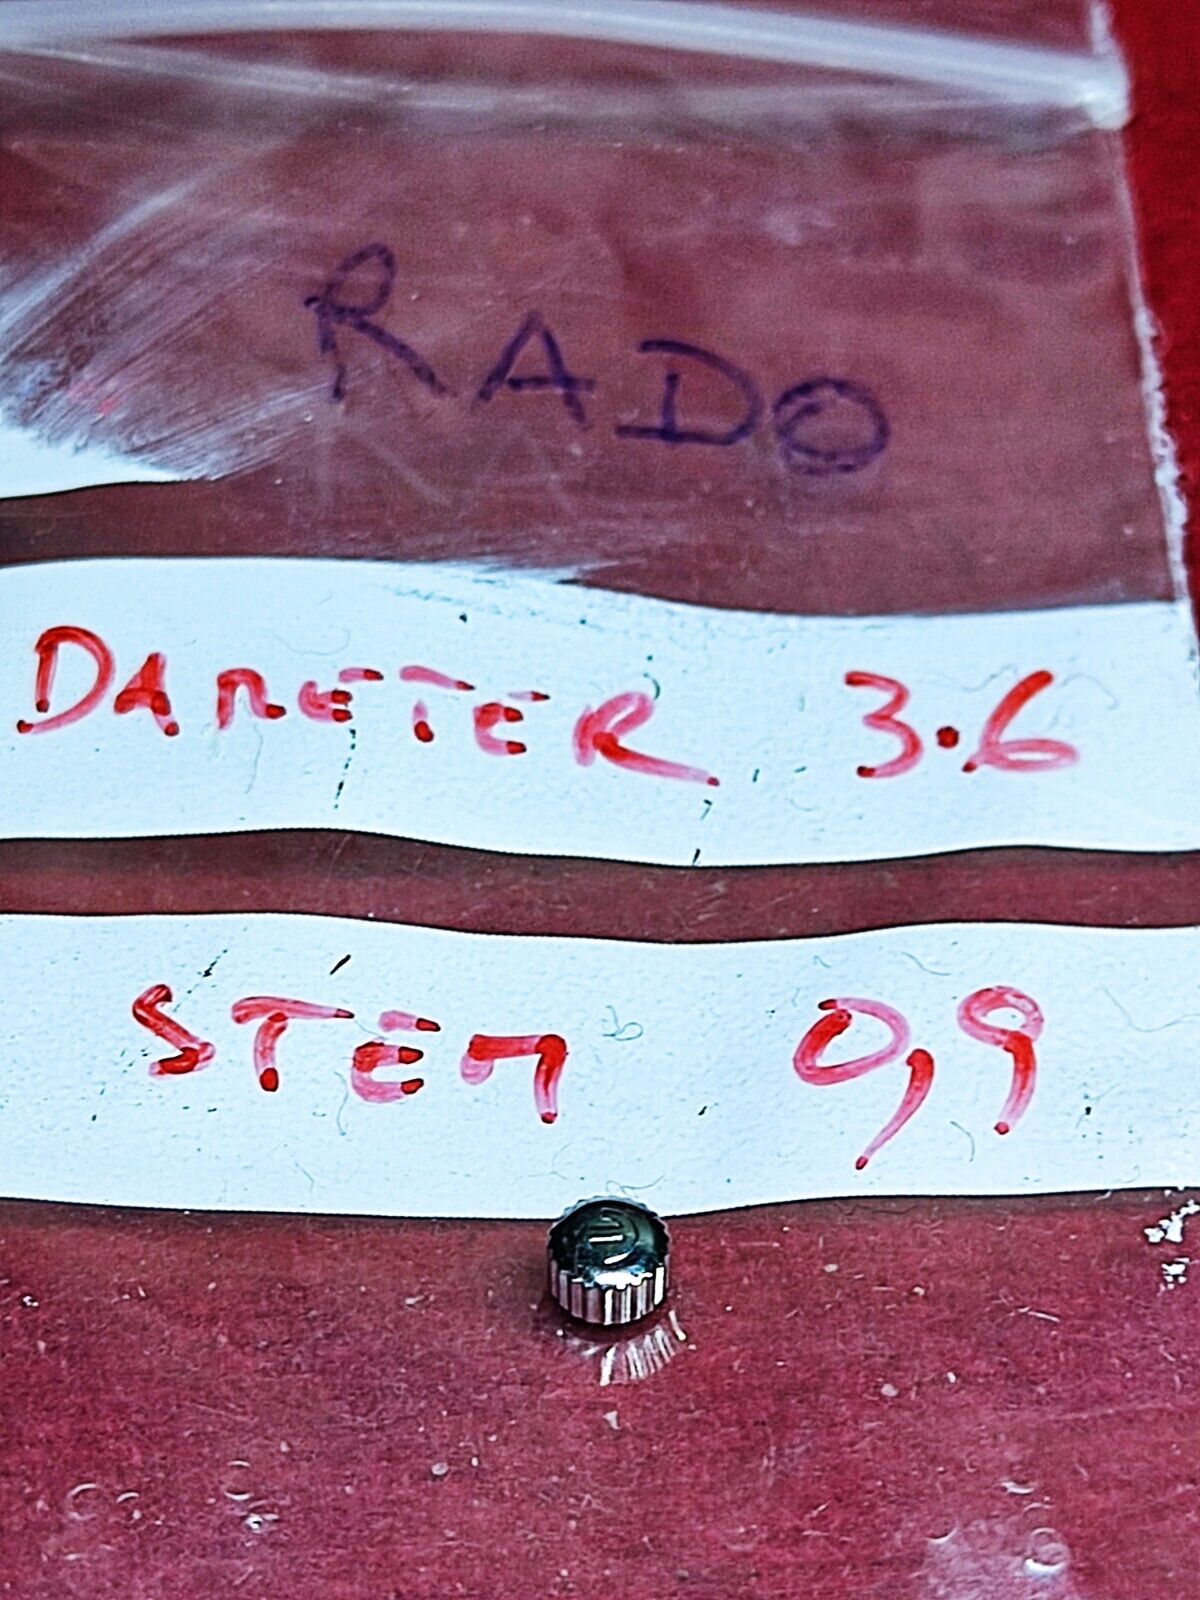 RADO
DAMETER 3.6
STEM 0,9